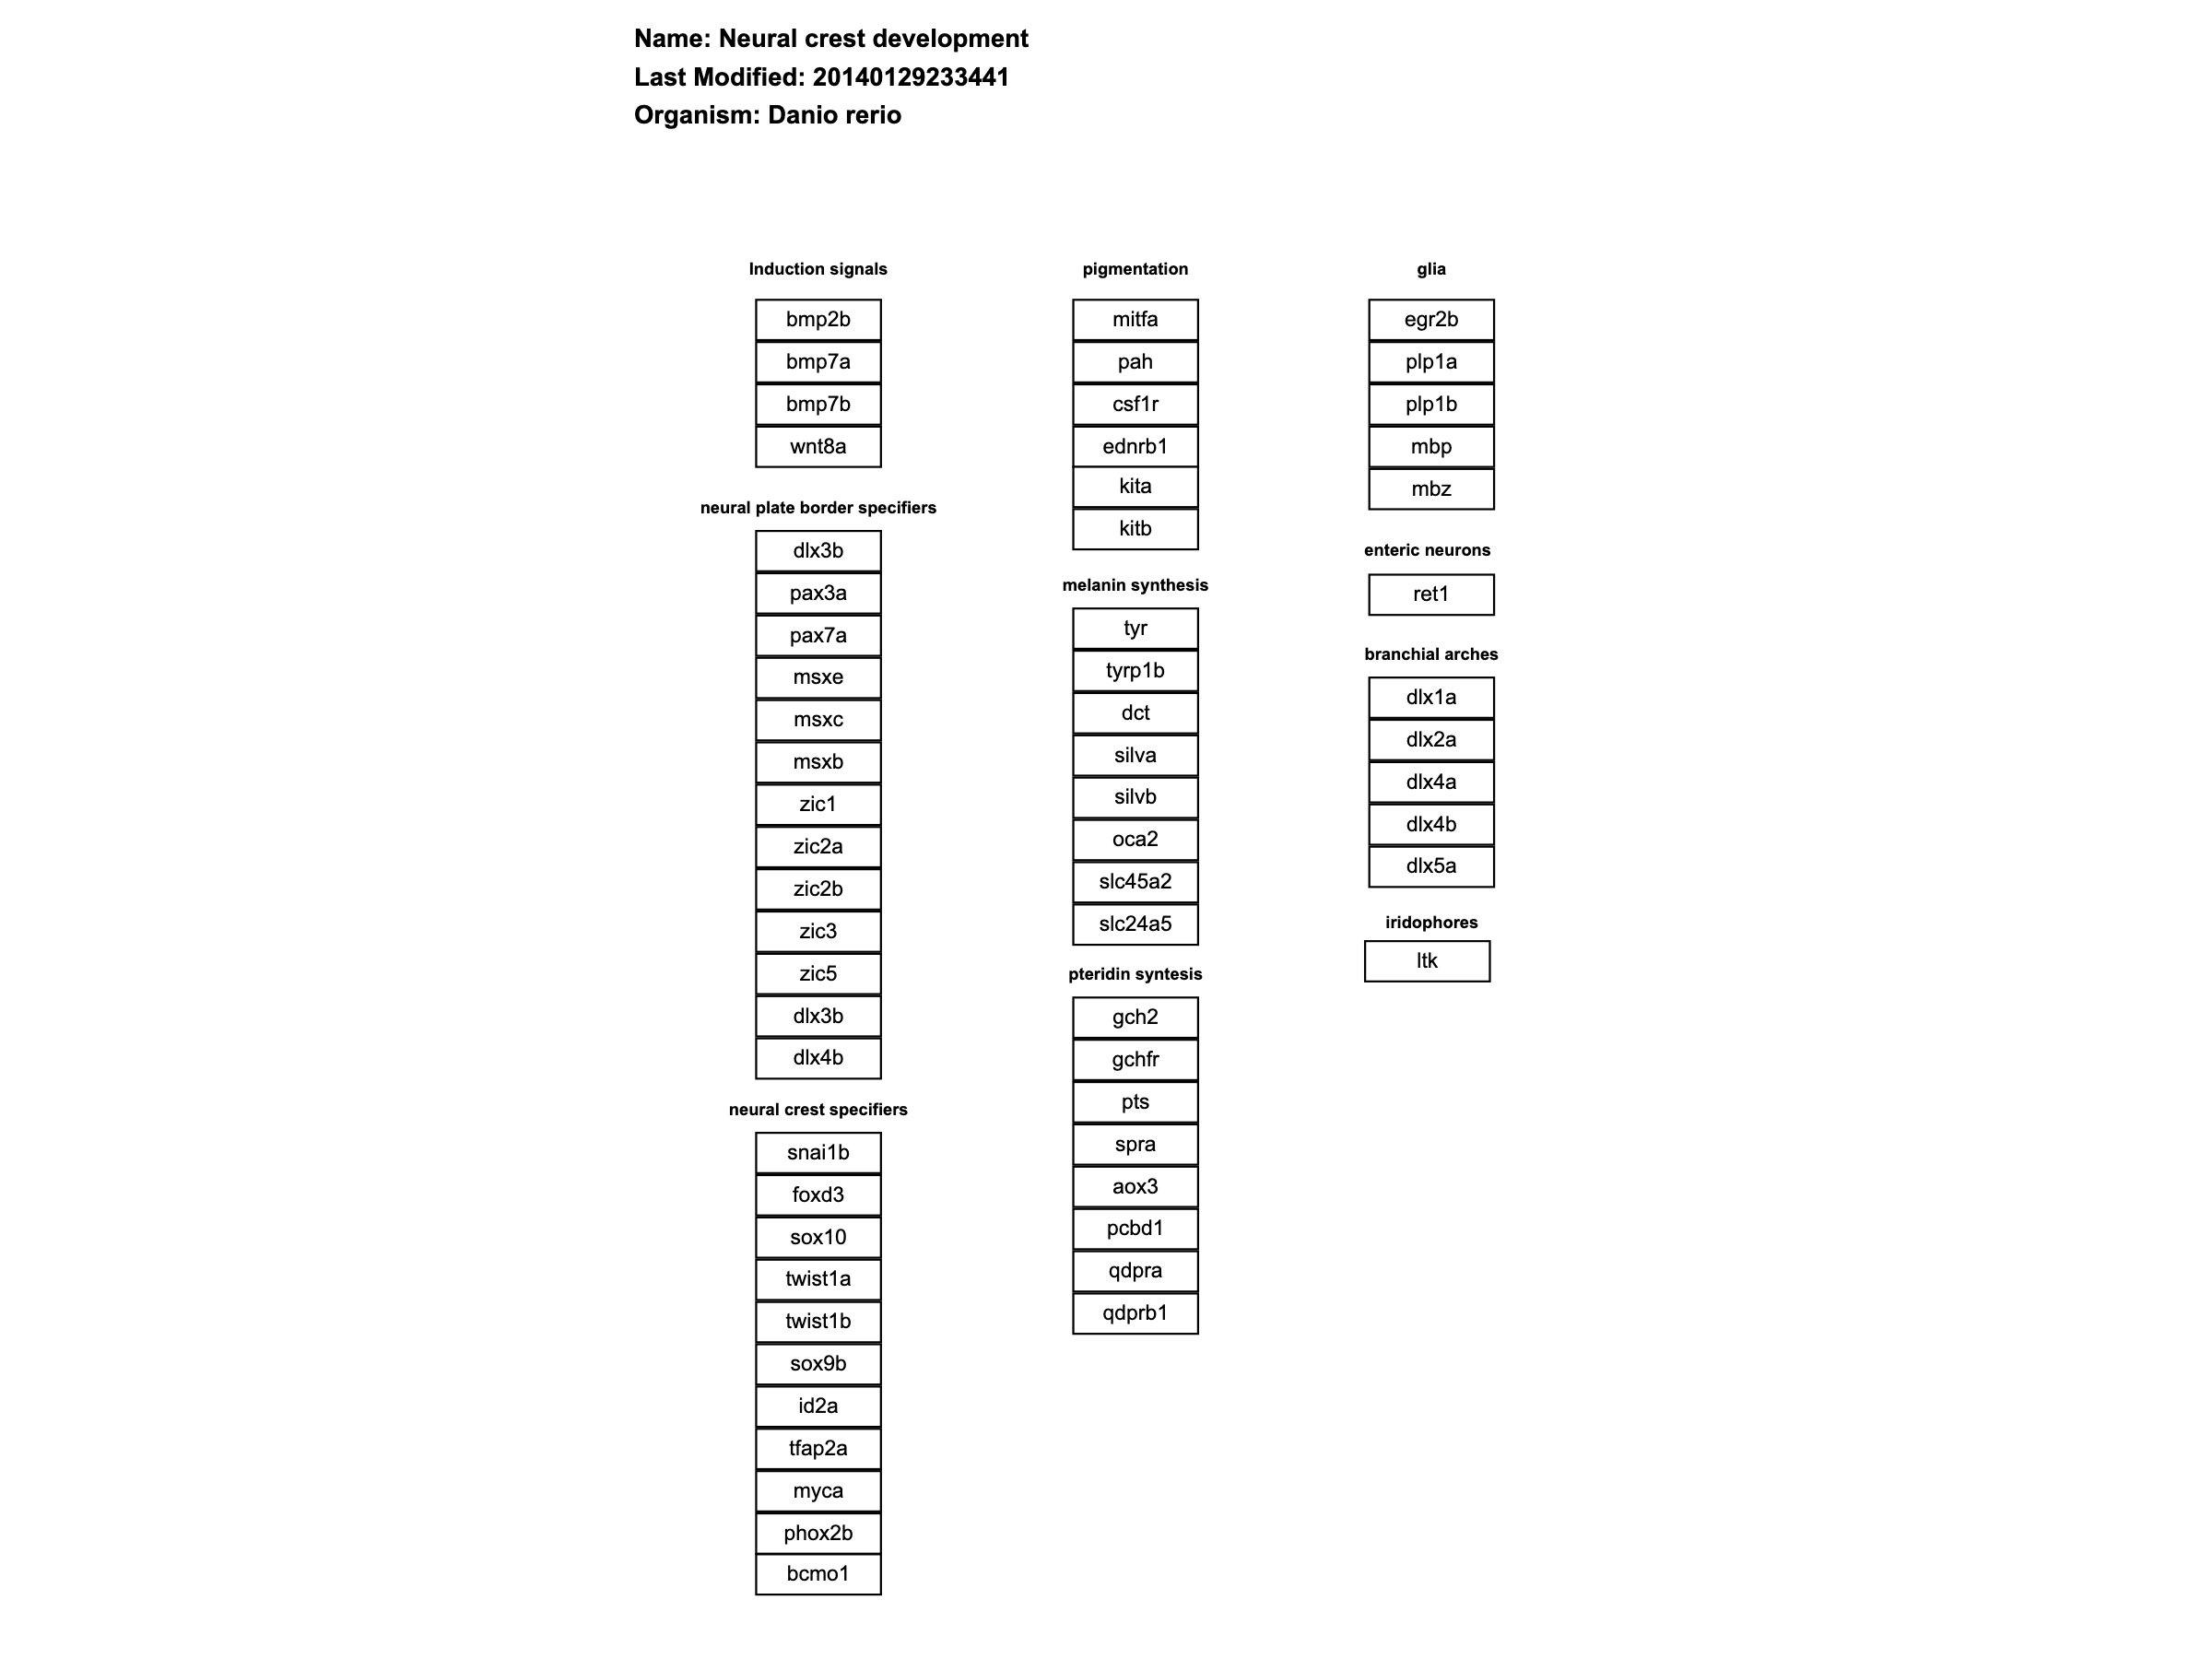 Name: Neural crest development
Last Modified: 20140129233441
Organism: Danio rerio
Induction signals
bmp2b
bmp7a
bmp7b
wnt8a
neural plate border specifiers
dlx3b
pax3a
pax7a
msxe
msxc
msxb
zic1
zic2a
zic2b
zic3
zic5
dlx3b
dlx4b
neural crest specifiers
snai1b
foxd3
sox10
twist1a
twist1b
sox9b
id2a
tfap2a
myca
phox2b
bcmo1
pigmentation
mitfa
pah
csf1r
ednrb1
kita
kitb
melanin synthesis
tyr
tyrp1b
dct
silva
silvb
oca2
slc45a2
slc24a5
pteridin syntesis
gch2
gchfr
pts
spra
aox3
pcbd1
qdpra
qdprb1
glia
egr2b
plp1a
plp1b
mbp
mbz
enteric neurons
ret1
branchial arches
dlx1a
dlx2a
dlx4a
dlx4b
dlx5a
iridophores
ltk